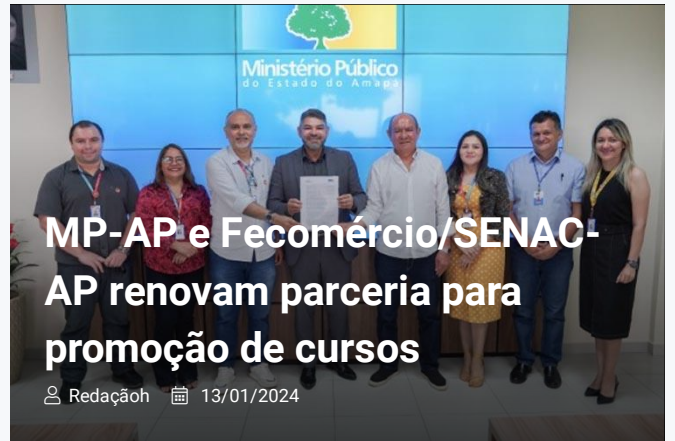 Ministério Público
do Estado do Amapá
MP-AP e Fecomércio/SENAC-
AP renovam parceria para
promoção de cursos
Redaçãoh 13/01/2024